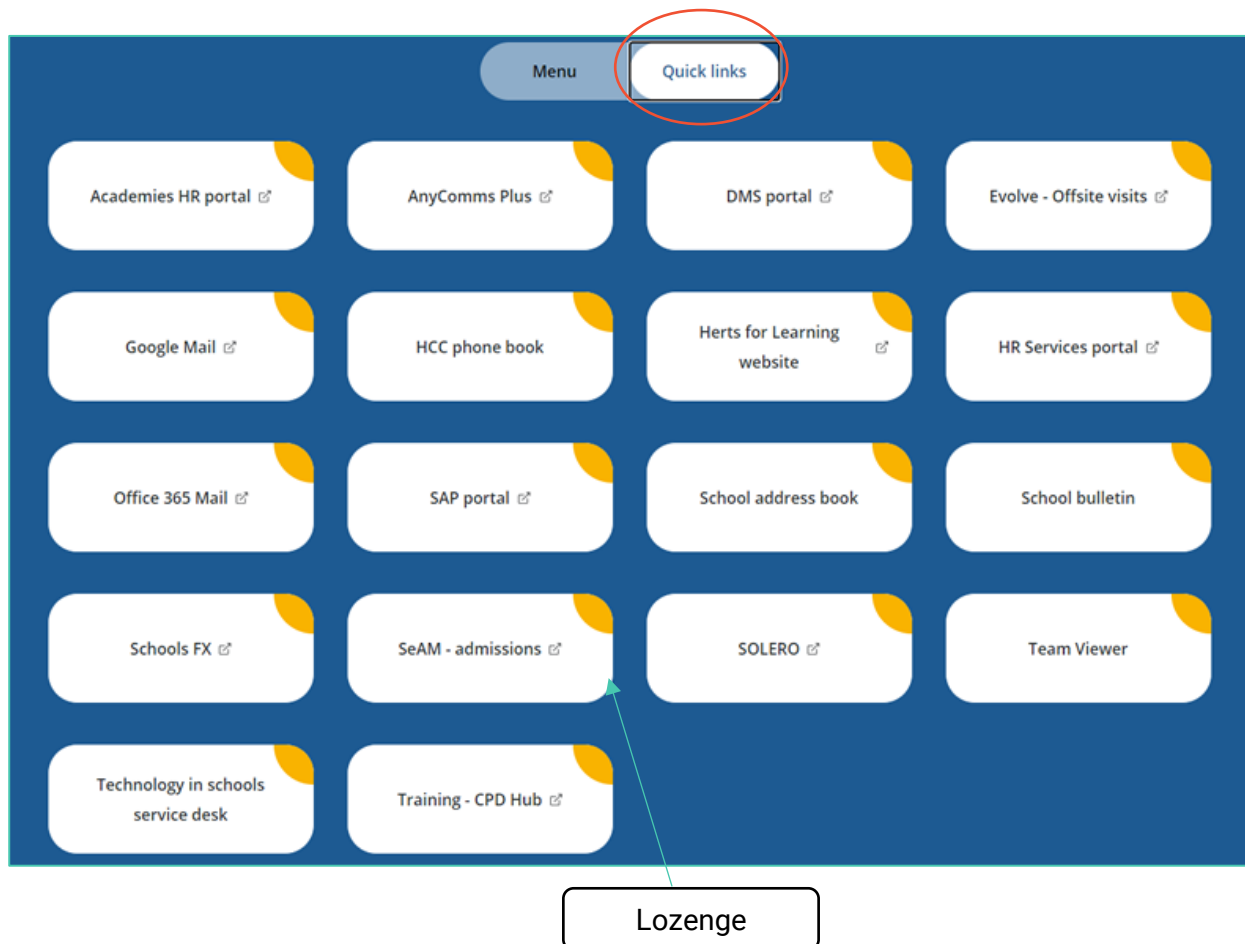 Menu
Quick links
Academies HR portal
AnyComms Plus
DMS portal
Evolve - Offsite visits
Google Mail
HCC phone book
Herts for Learning
website
HR Services portal
Office 365 Mail
SAP portal
School address book
School bulletin
Schools FX
SeAM - admissions
SOLERO
Team Viewer
Technology in schools
service desk
Training - CPD Hub
Lozenge